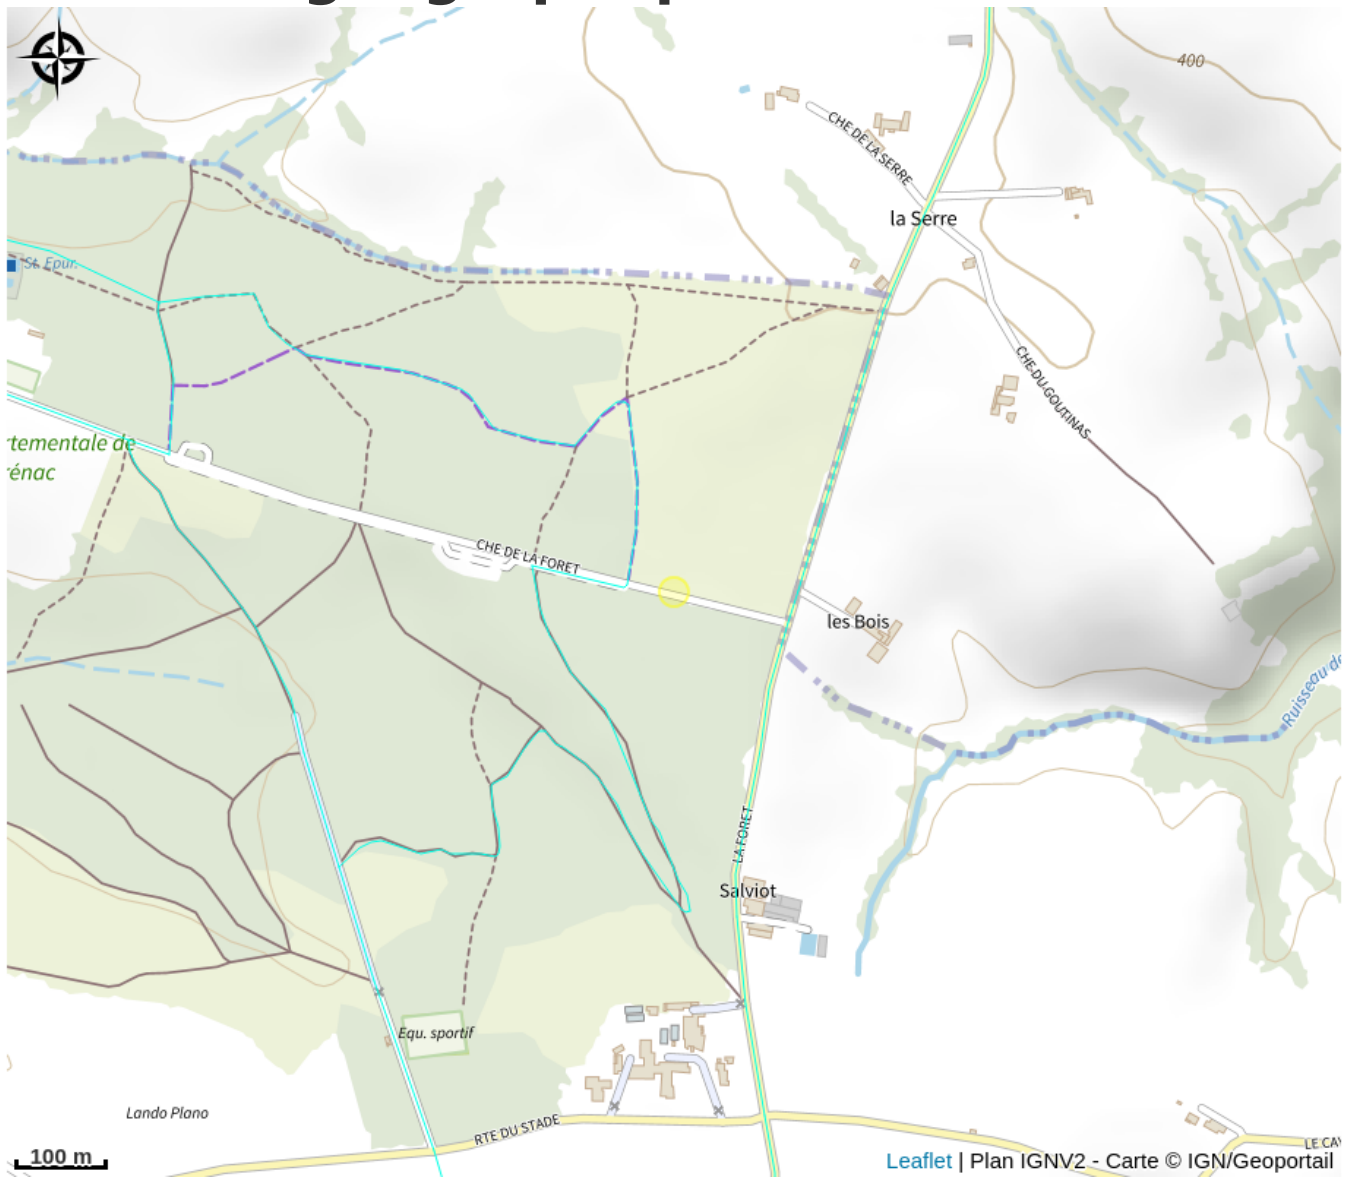 400
CHE DE LA SERRE
la Serre
St. Epur.
CHE DU GOUTINAS
rtementale de
rénac
CHE DE LA FORET
les Bois
Ruisseau de
LA FORET
Salviot
Equ. sportif
Lando Plano
RTE DU STADE
LE CAV
100 m
Leaflet | Plan IGNV2 - Carte © IGN/Geoportail